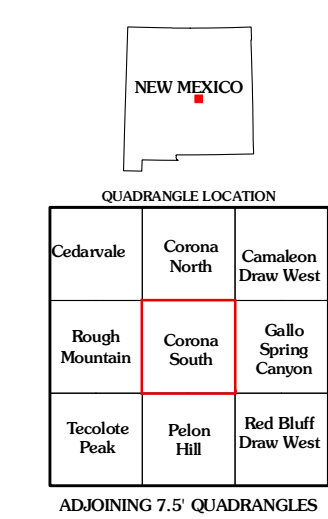 NEW MEXICO
QUADRANGLE LOCATION
Cedarvale
Corona
North
Camaleon
Draw West
Rough
Mountain
Corona
South
Gallo
Spring
Canyon
Tecolote
Peak
Pelon
Hill
Red Bluff
Draw West
ADJOINING 7.5' QUADRANGLES